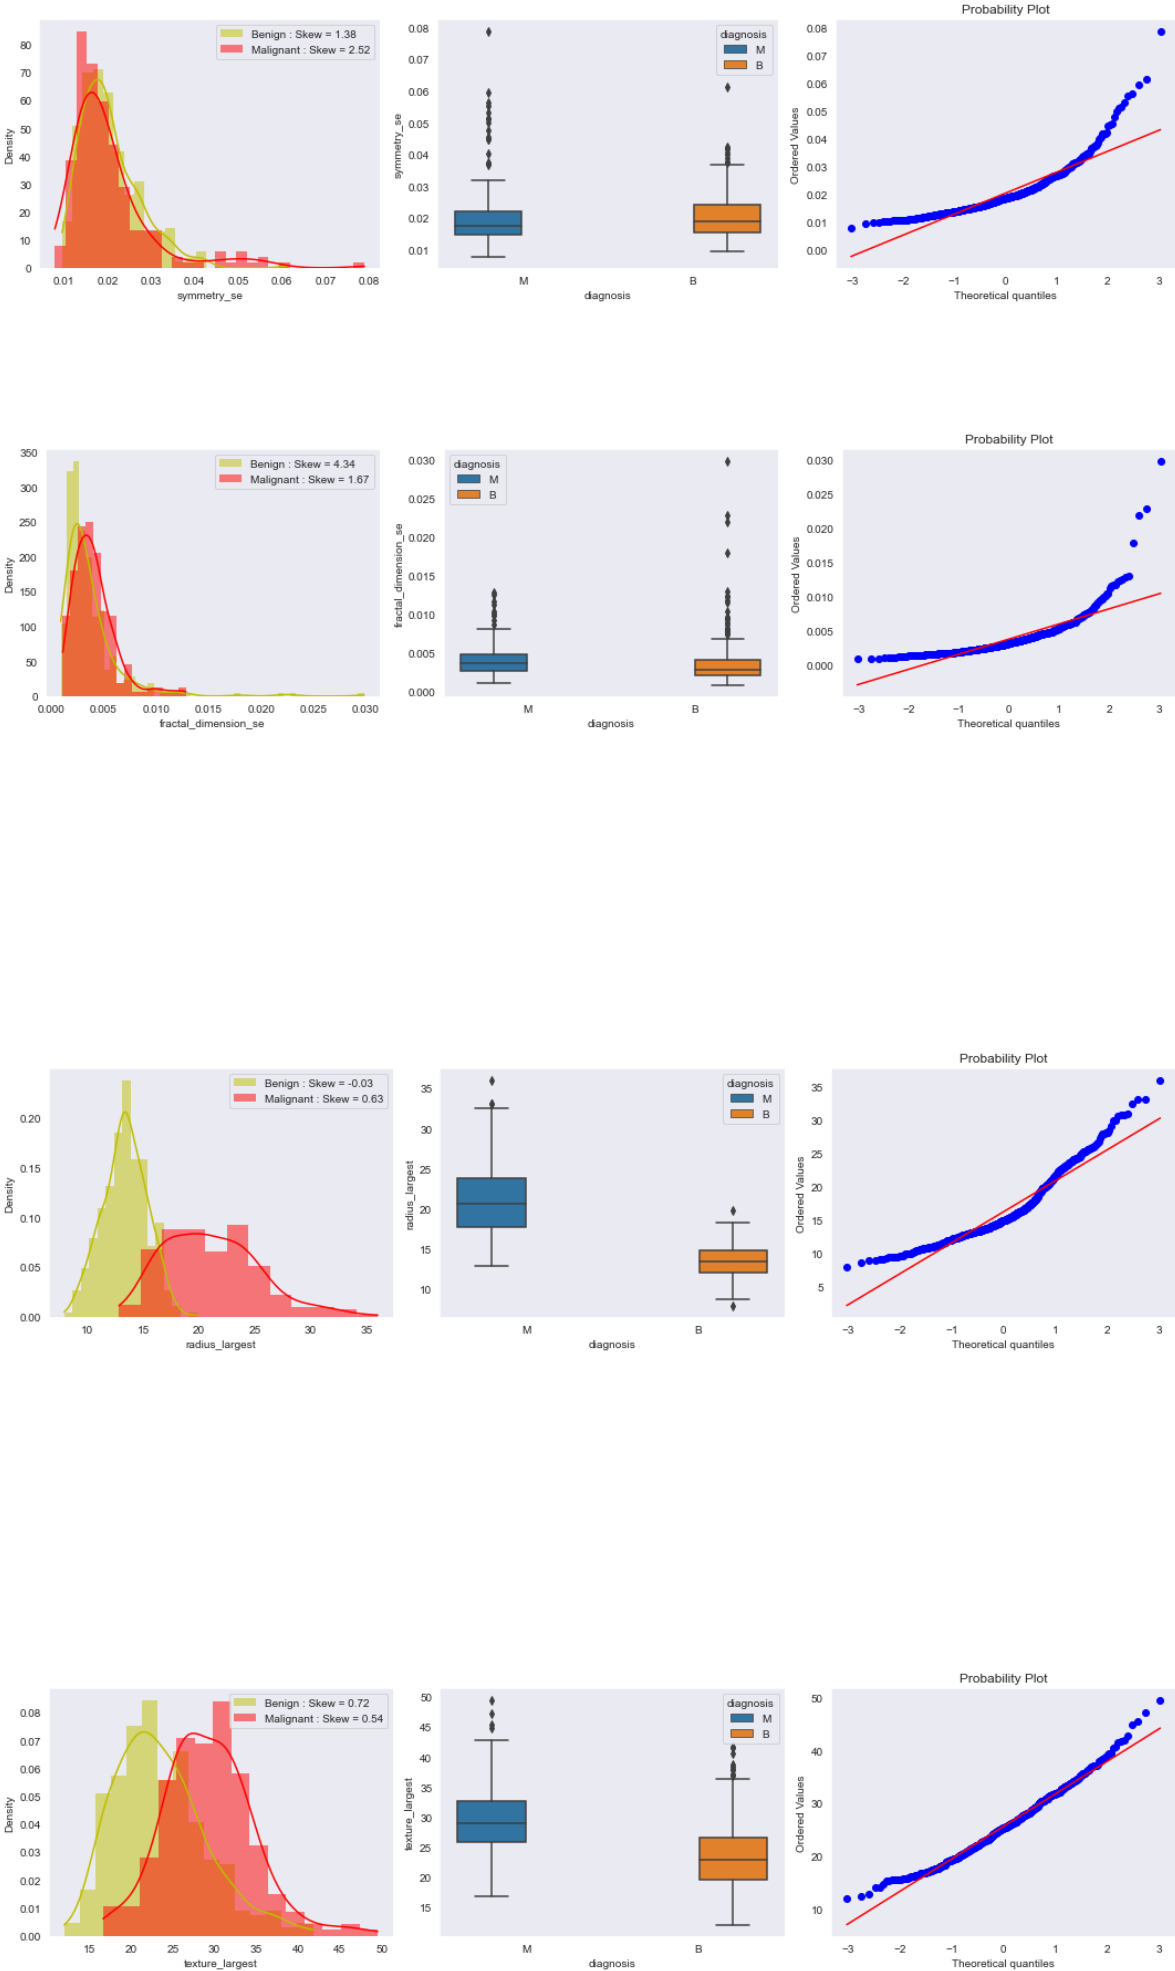 Probability Plot
Benign : Skew = 1.38
Malignant : Skew = 2.52
80
70
60
50
40
30
20
10
0
Density
0.01 0.02 0.03 0.04 0.05 0.06 0.07 0.08
symmetry_se
diagnosis
M
B
0.08
0.07
0.06
0.05
0.04
0.03
0.02
0.01
symmetry_se
M B
diagnosis
0.08
0.07
0.06
0.05
0.04
0.03
0.02
0.01
0.00
Ordered Values
−3 −2 −1 0 1 2 3
Theoretical quantiles
Probability Plot
Benign : Skew = 4.34
Malignant : Skew = 1.67
350
300
250
200
150
100
50
0
Density
0.000 0.005 0.010 0.015 0.020 0.025 0.030
fractal_dimension_se
diagnosis
M
B
0.030
0.025
0.020
0.015
0.010
0.005
0.000
fractal_dimension_se
M B
diagnosis
0.030
0.025
0.020
0.015
0.010
0.005
0.000
Ordered Values
−3 −2 −1 0 1 2 3
Theoretical quantiles
Probability Plot
Benign : Skew = -0.03
Malignant : Skew = 0.63
0.20
0.15
0.10
0.05
0.00
Density
10 15 20 25 30 35
radius_largest
diagnosis
M
B
35
30
25
20
15
10
radius_largest
M B
diagnosis
35
30
25
20
15
10
5
Ordered Values
−3 −2 −1 0 1 2 3
Theoretical quantiles
Probability Plot
Benign : Skew = 0.72
Malignant : Skew = 0.54
0.08
0.07
0.06
0.05
0.04
0.03
0.02
0.01
0.00
Density
15 20 25 30 35 40 45 50
texture_largest
diagnosis
M
B
50
45
40
35
30
25
20
15
texture_largest
M B
diagnosis
50
40
30
20
10
Ordered Values
−3 −2 −1 0 1 2 3
Theoretical quantiles